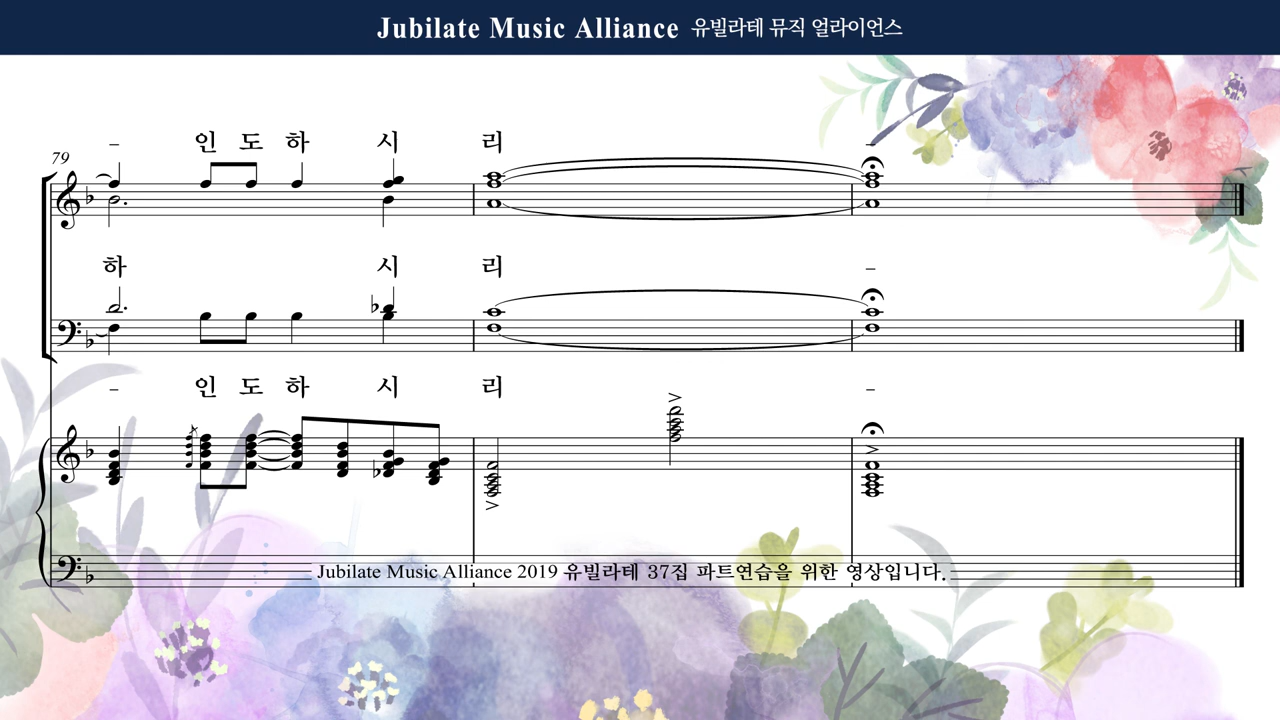 Jubilate Music Alliance 유빌라테 뮤직 얼라이언스
– 인 도 하 시 리 –
79
하 시 리 –
– 인 도 하 시 리 –
Jubilate Music Alliance 2019 유빌라테 37집 파트연습을 위한 영상입니다.